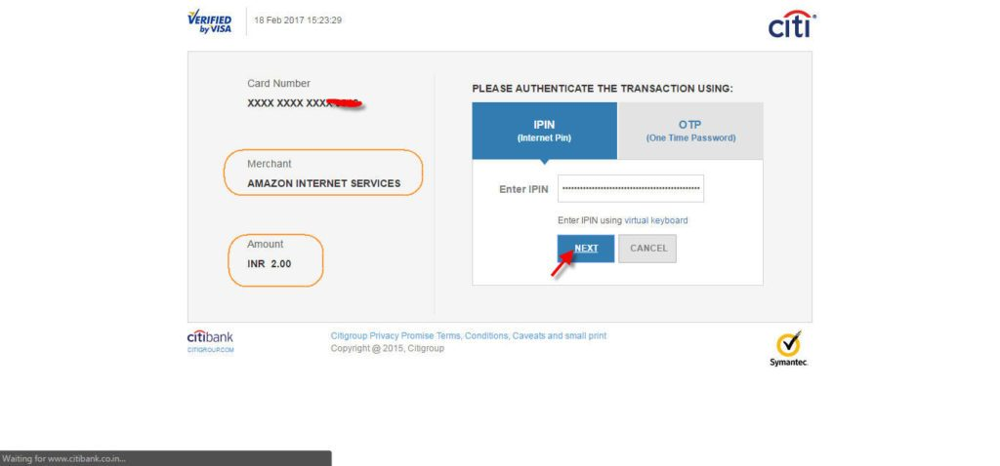 VERIFIED
by VISA
18 Feb 2017 15:23:29
citi
Card Number
XXXX XXXX XXXX
PLEASE AUTHENTICATE THE TRANSACTION USING:
IPIN
(Internet Pin)
OTP
(One Time Password)
Merchant
AMAZON INTERNET SERVICES
Enter IPIN
Enter IPIN using virtual keyboard
NEXT
CANCEL
Amount
INR 2.00
citibank
CITIGROUP.COM
Citigroup Privacy Promise Terms, Conditions, Caveats and small print
Copyright @ 2015, Citigroup
Symantec.
Waiting for www.citibank.co.in...